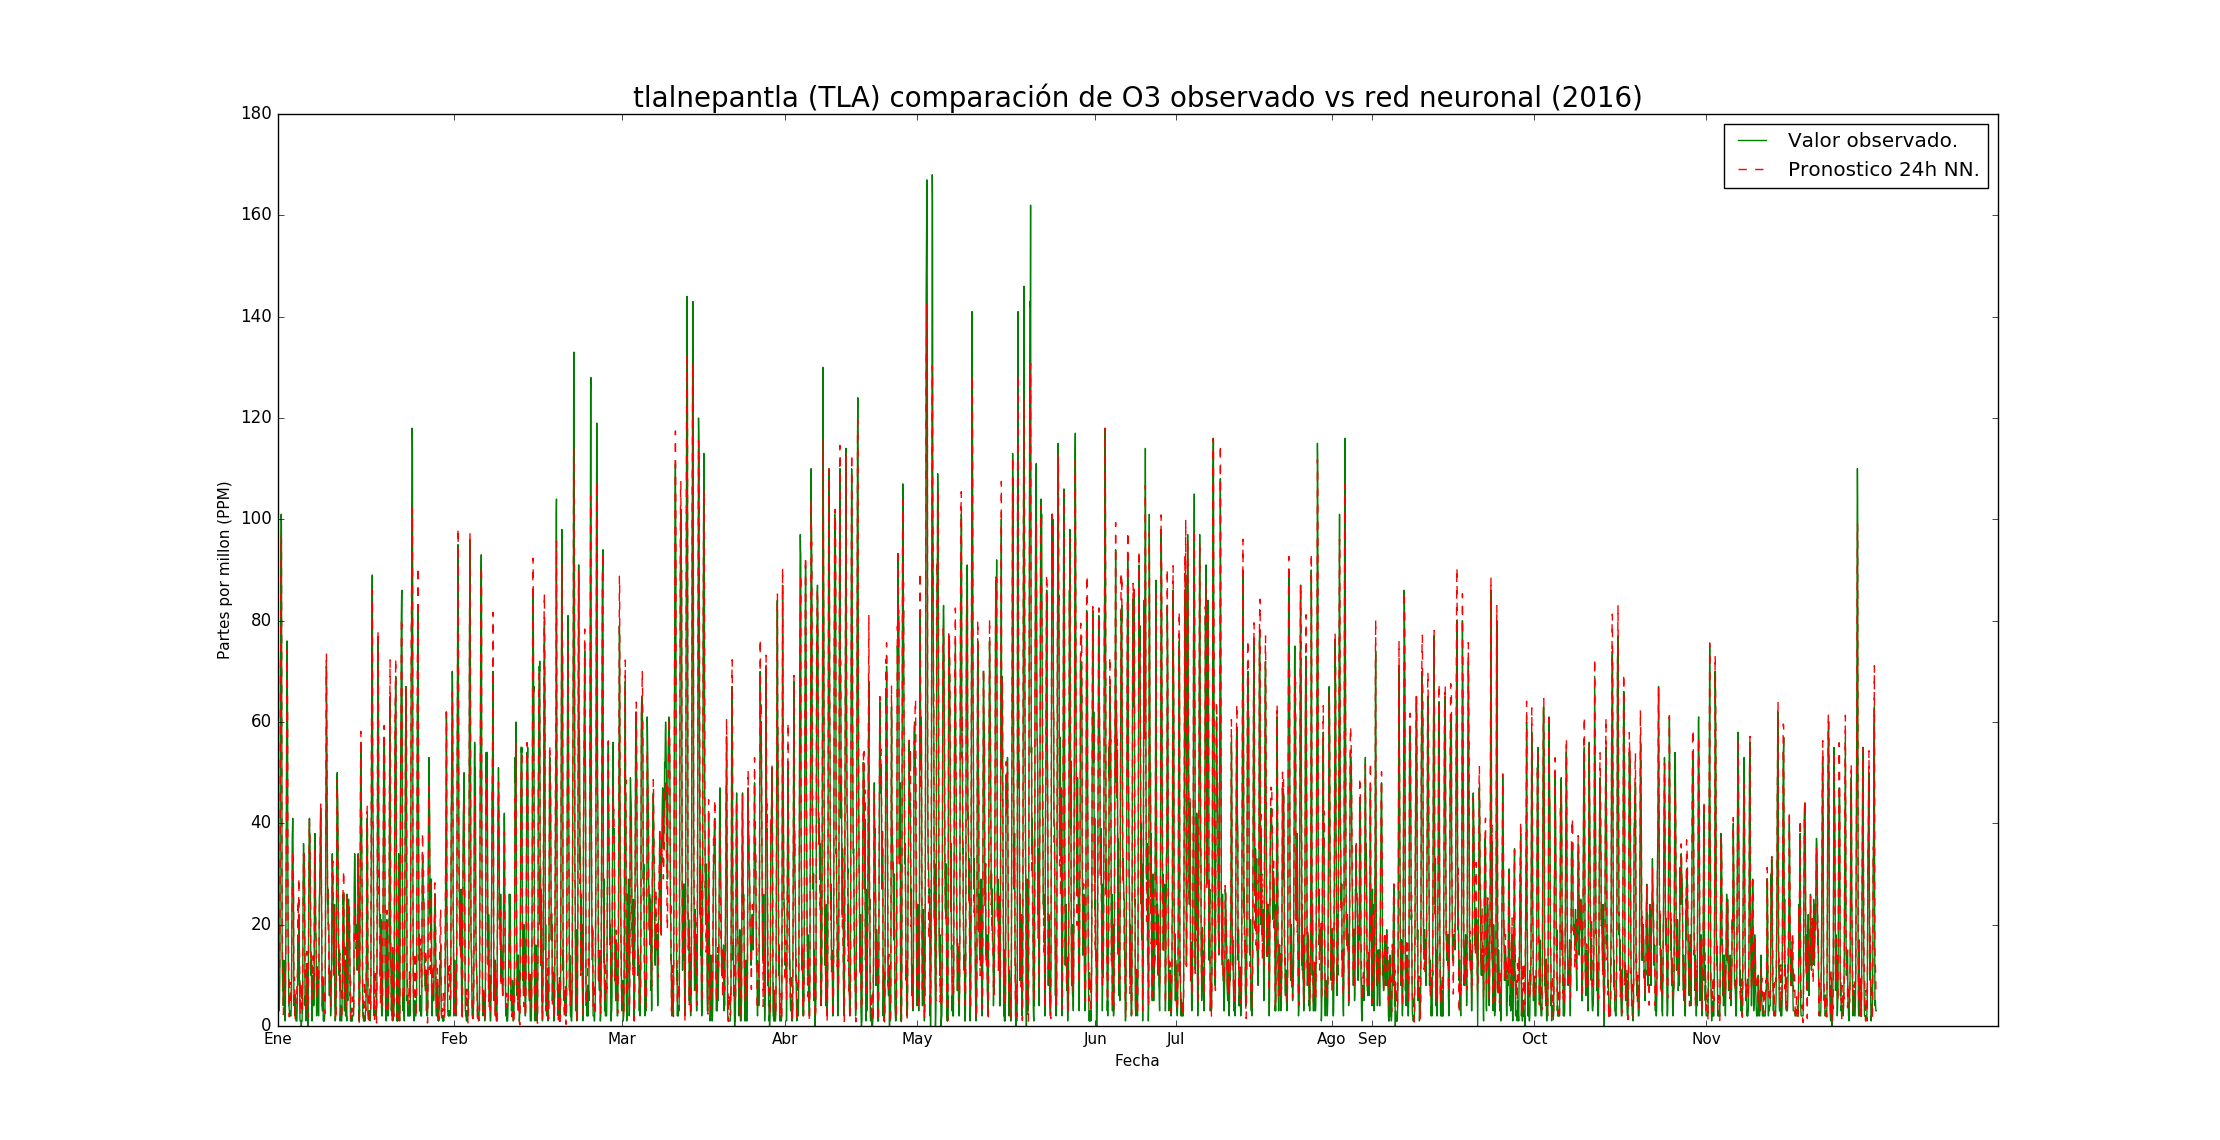 tlalnepantla (TLA) comparación de O3 observado vs red neuronal (2016)
Valor observado.
Pronostico 24h NN.
Partes por millon (PPM)
180
160
140
120
100
80
60
40
20
0
Ene Feb Mar Abr May Jun Jul Ago Sep Oct Nov
Fecha